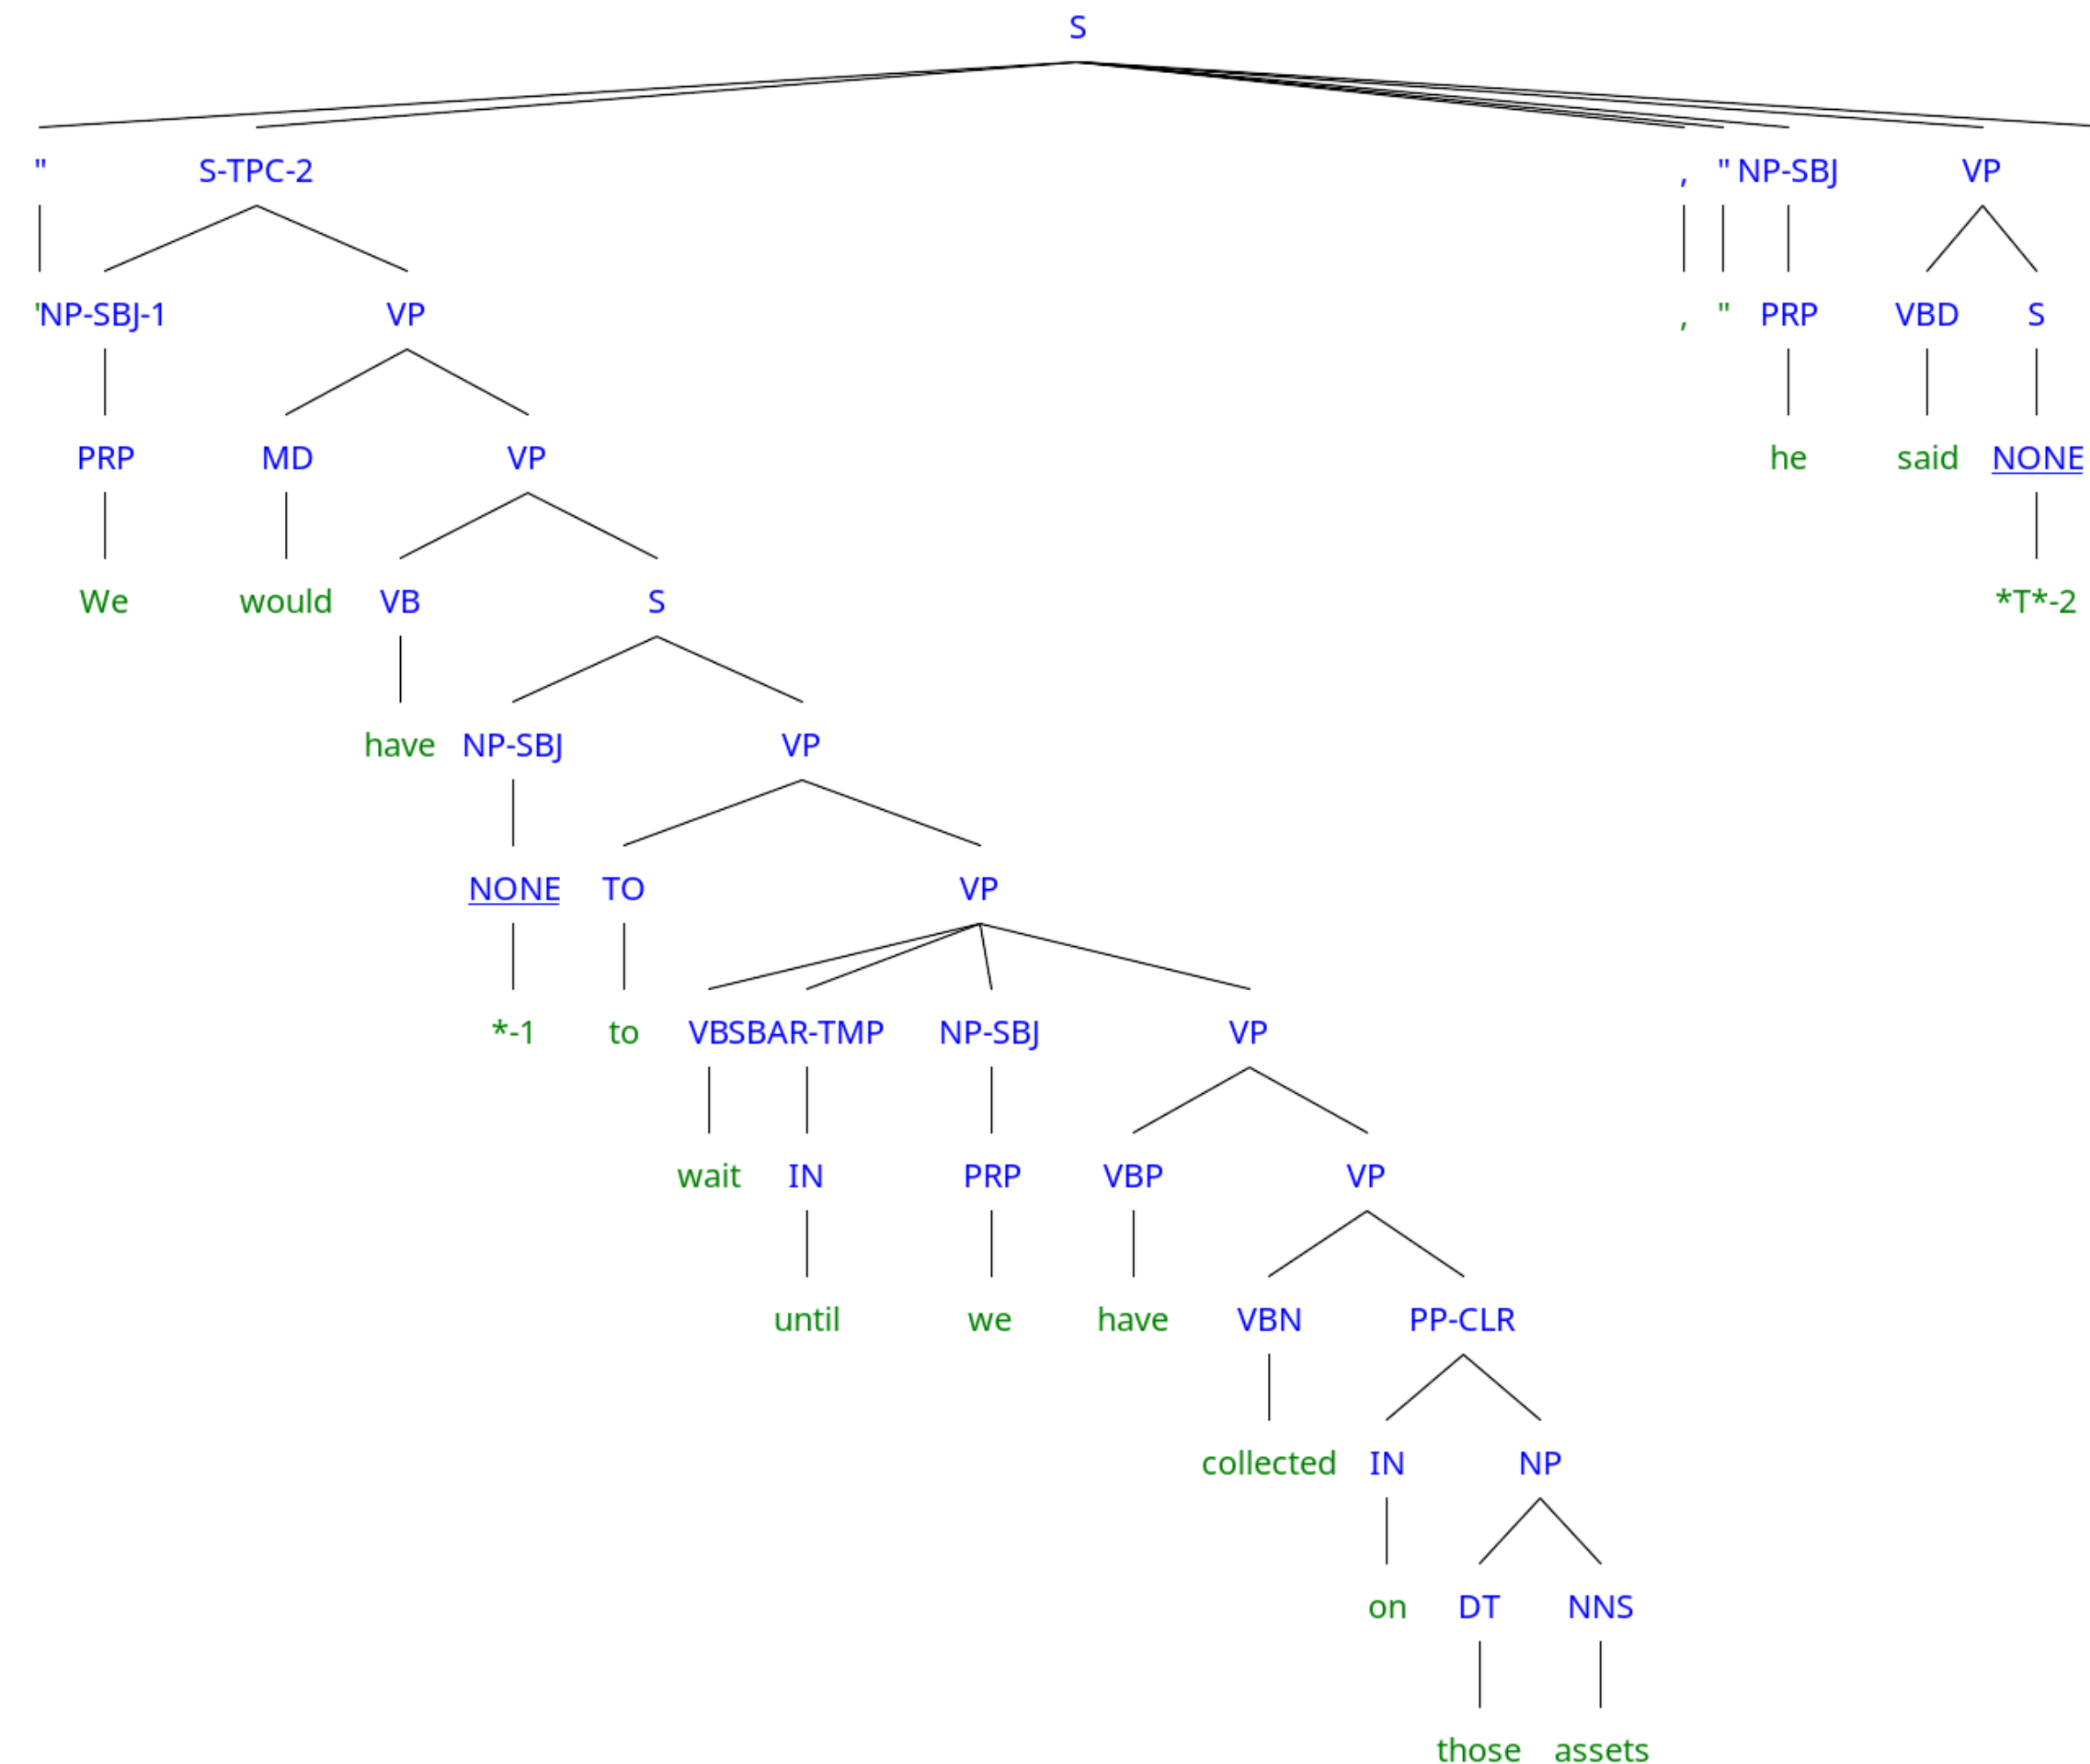 S
" S-TPC-2 , " NP-SBJ VP
' NP-SBJ-1 VP , " PRP VBD S
PRP MD VP he said NONE
We would VB S *T*-2
have NP-SBJ VP
NONE TO VP
*-1 to VB SBAR-TMP NP-SBJ VP
wait IN PRP VBP VP
until we have VBN PP-CLR
collected IN NP
on DT NNS
those assets